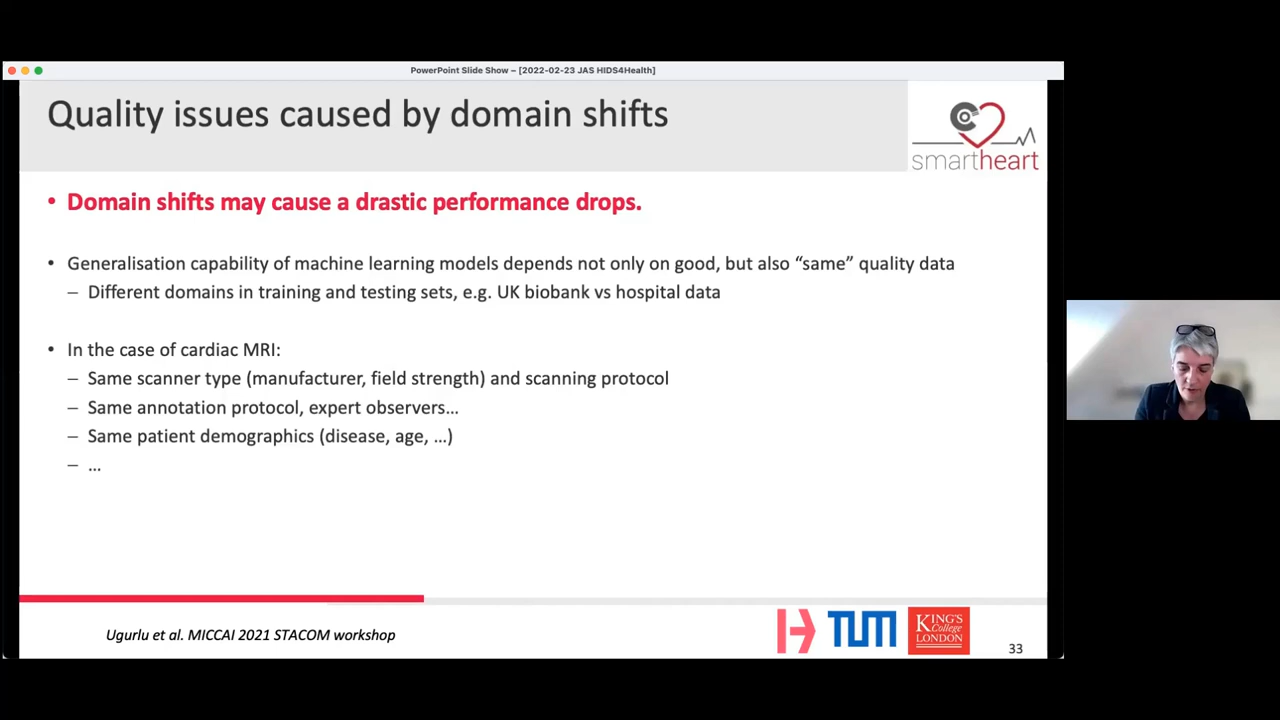 PowerPoint Slide Show – [2022-02-23 JAS HIDS4Health]
Quality issues caused by domain shifts
smartheart
• Domain shifts may cause a drastic performance drops.
• Generalisation capability of machine learning models depends not only on good, but also “same” quality data
– Different domains in training and testing sets, e.g. UK biobank vs hospital data
• In the case of cardiac MRI:
– Same scanner type (manufacturer, field strength) and scanning protocol
– Same annotation protocol, expert observers…
– Same patient demographics (disease, age, …)
– …
Ugurlu et al. MICCAI 2021 STACOM workshop
TUM
KING'S
College
LONDON
33